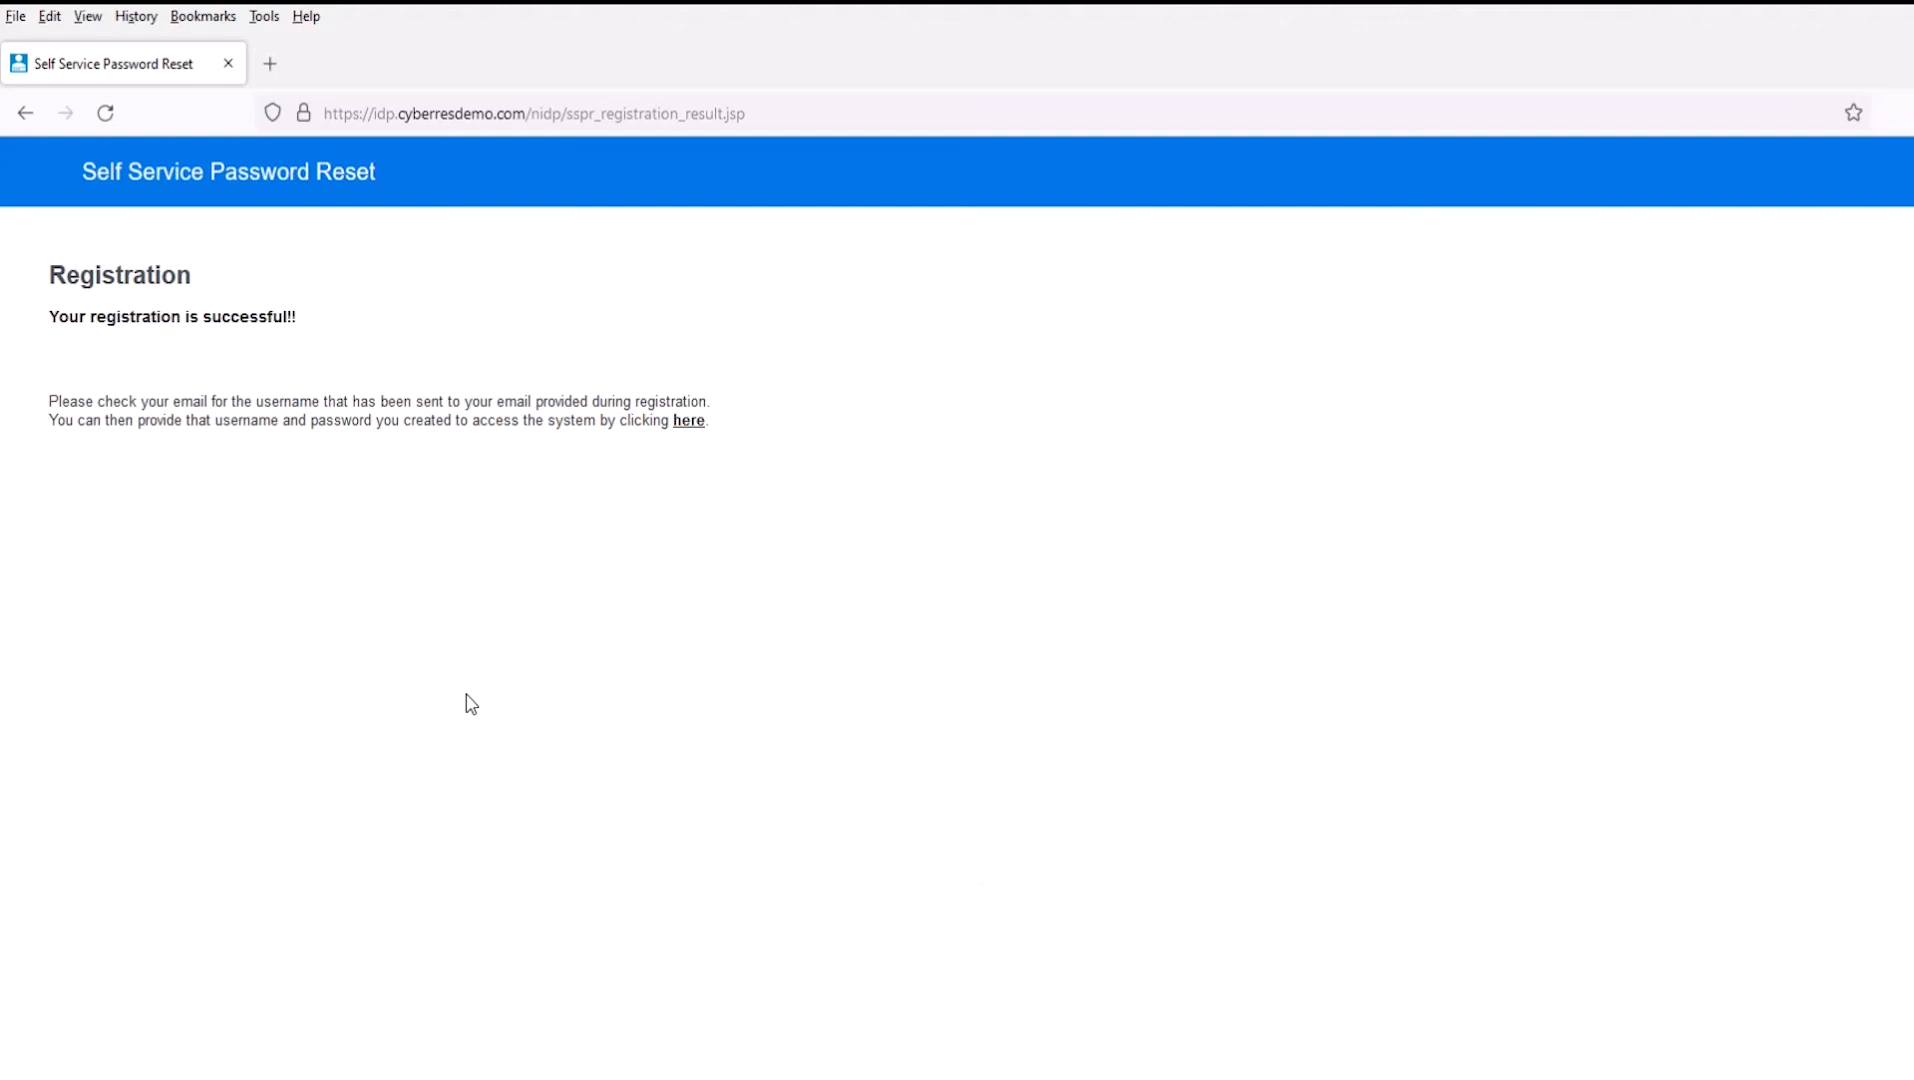 File Edit View History Bookmarks Tools Help
Self Service Password Reset
https://idp.cyberresdemo.com/nidp/sspr_registration_result.jsp
Self Service Password Reset
Registration
Your registration is successful!!
Please check your email for the username that has been sent to your email provided during registration.
You can then provide that username and password you created to access the system by clicking here.